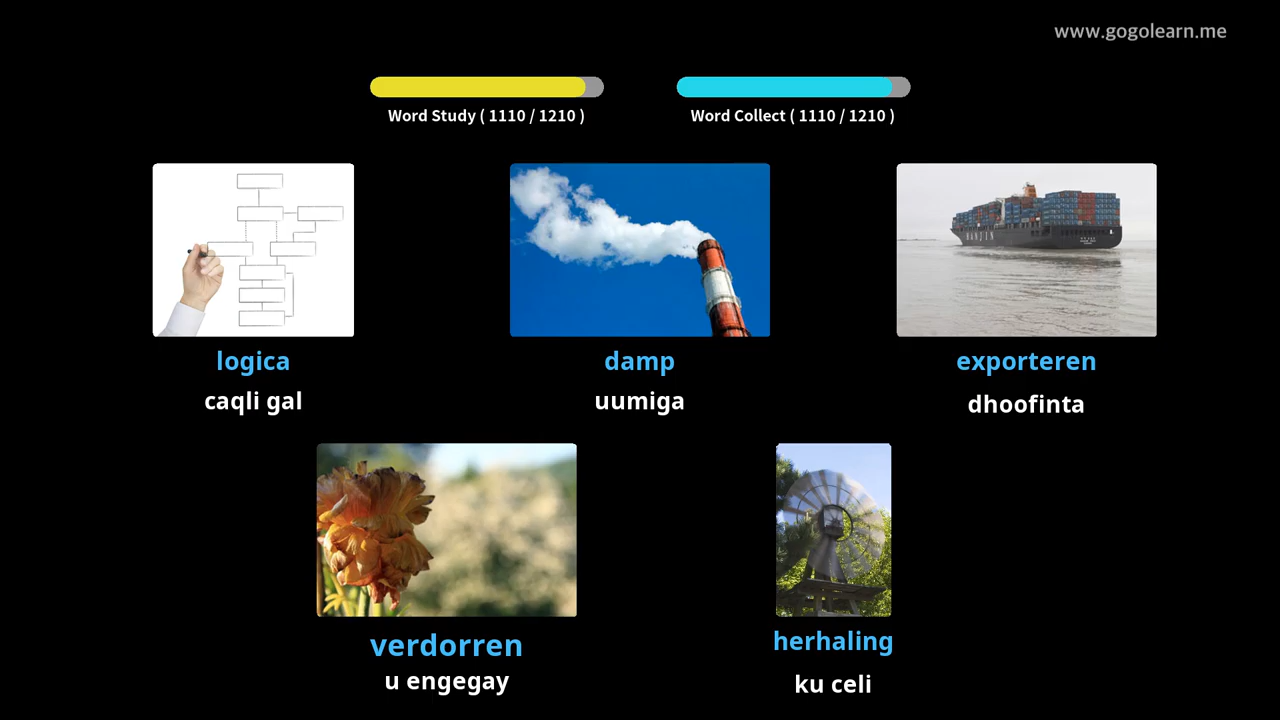 www.gogolearn.me
Word Study ( 1110 / 1210 )
Word Collect ( 1110 / 1210 )
logica
damp
exporteren
caqli gal
uumiga
dhoofinta
verdorren
herhaling
u engegay
ku celi